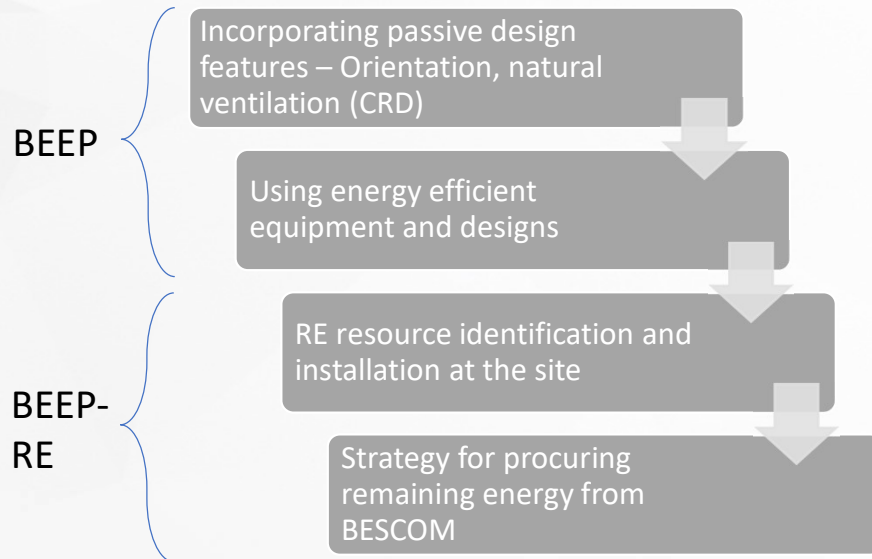 Incorporating passive design
features – Orientation, natural
ventilation (CRD)
BEEP
Using energy efficient
equipment and designs
RE resource identification and
installation at the site
BEEP-
RE
Strategy for procuring
remaining energy from
BESCOM